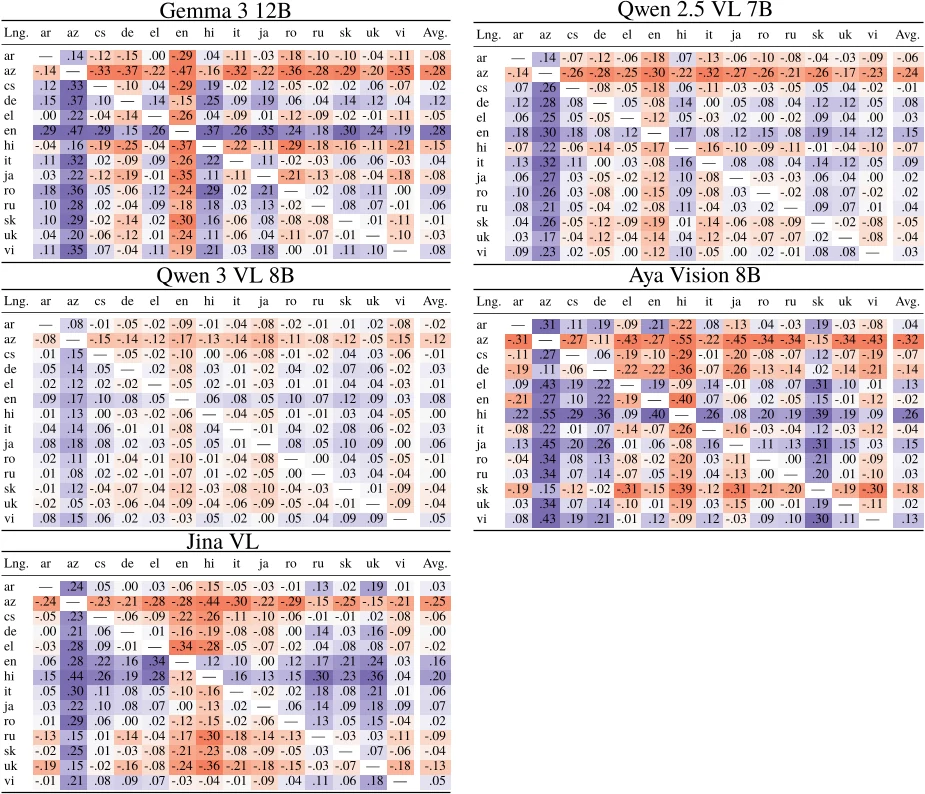 Gemma 3 12B
Lng. ar az cs de el en hi it ja ro ru sk uk vi Avg.
ar — .14 -.12 -.15 .00 -.29 .04 -.11 -.03 -.18 -.10 -.10 -.04 -.11 -.08
az -.14 — -.33 -.37 -.22 -.47 -.16 -.32 -.22 -.36 -.28 -.29 -.20 -.35 -.28
cs .12 .33 — -.10 .04 -.29 .19 -.02 .12 -.05 -.02 .02 .06 -.07 .02
de .15 .37 .10 — .14 -.15 .25 .09 .19 .06 .04 .14 .12 .04 .12
el .00 .22 -.04 -.14 — -.26 .04 -.09 .01 -.12 -.09 -.02 -.01 -.11 -.05
en .29 .47 .29 .15 .26 — .37 .26 .35 .24 .18 .30 .24 .19 .28
hi -.04 .16 -.19 -.25 -.04 -.37 — -.22 -.11 -.29 -.18 -.16 -.11 -.21 -.15
it .11 .32 .02 -.09 .09 -.26 .22 — .11 -.02 -.03 .06 .06 -.03 .04
ja .03 .22 -.12 -.19 -.01 -.35 .11 -.11 — -.21 -.13 -.08 -.04 -.18 -.08
ro .18 .36 .05 -.06 .12 -.24 .29 .02 .21 — .02 .08 .11 .00 .09
ru .10 .28 .02 -.04 .09 -.18 .18 .03 .13 -.02 — .08 .07 -.01 .06
sk .10 .29 -.02 -.14 .02 -.30 .16 -.06 .08 -.08 -.08 — .01 -.11 -.01
uk .04 .20 -.06 -.12 .01 -.24 .11 -.06 .04 -.11 -.07 -.01 — -.10 -.03
vi .11 .35 .07 -.04 .11 -.19 .21 .03 .18 .00 .01 .11 .10 — .08
Qwen 2.5 VL 7B
Lng. ar az cs de el en hi it ja ro ru sk uk vi Avg.
ar — .14 -.07 -.12 -.06 -.18 .07 -.13 -.06 -.10 -.08 -.04 -.03 -.09 -.06
az -.14 — -.26 -.28 -.25 -.30 -.22 -.32 -.27 -.26 -.21 -.26 -.17 -.23 -.24
cs .07 .26 — -.08 -.05 -.18 .06 -.11 -.03 -.03 -.05 .05 .04 -.02 -.01
de .12 .28 .08 — .05 -.08 .14 .00 .05 .08 .04 .12 .12 .05 .08
el .06 .25 .05 -.05 — -.12 .05 -.03 .02 .00 -.02 .09 .04 .00 .03
en .18 .30 .18 .08 .12 — .17 .08 .12 .15 .08 .19 .14 .12 .15
hi -.07 .22 -.06 -.14 -.05 -.17 — -.16 -.10 -.09 -.11 -.01 -.04 -.10 -.07
it .13 .32 .11 .00 .03 -.08 .16 — .08 .08 .04 .14 .12 .05 .09
ja .06 .27 .03 -.05 -.02 -.12 .10 -.08 — -.03 -.03 .06 .04 .00 .02
ro .10 .26 .03 -.08 .00 -.15 .09 -.08 .03 — -.02 .08 .07 -.02 .02
ru .08 .21 .05 -.04 .02 -.08 .11 -.04 .03 .02 — .09 .07 .01 .04
sk .04 .26 -.05 -.12 -.09 -.19 .01 -.14 -.06 -.08 -.09 — -.02 -.08 -.05
uk .03 .17 -.04 -.12 -.04 -.14 .04 -.12 -.04 -.07 -.07 .02 — -.08 -.04
vi .09 .23 .02 -.05 .00 -.12 .10 -.05 .00 .02 -.01 .08 .08 — .03
Qwen 3 VL 8B
Lng. ar az cs de el en hi it ja ro ru sk uk vi Avg.
ar — .08 -.01 -.05 -.02 -.09 -.01 -.04 -.08 -.02 -.01 .01 .02 -.08 -.02
az -.08 — -.15 -.14 -.12 -.17 -.13 -.14 -.18 -.11 -.08 -.12 -.05 -.15 -.12
cs .01 .15 — -.05 -.02 -.10 .00 -.06 -.08 -.01 -.02 .04 .03 -.06 -.01
de .05 .14 .05 — .02 -.08 .03 .01 -.02 .04 .02 .07 .06 -.02 .03
el .02 .12 .02 -.02 — -.05 .02 -.01 -.03 .01 .01 .04 .04 -.03 .01
en .09 .17 .10 .08 .05 — .06 .08 .05 .10 .07 .12 .09 .03 .08
hi .01 .13 .00 -.03 -.02 -.06 — -.04 -.05 .01 -.01 .03 .04 -.05 .00
it .04 .14 .06 -.01 .01 -.08 .04 — -.01 .04 .02 .08 .06 -.02 .03
ja .08 .18 .08 .02 .03 -.05 .05 .01 — .08 .05 .10 .09 .00 .06
ro .02 .11 .01 -.04 -.01 -.10 -.01 -.04 -.08 — .00 .04 .05 -.05 -.01
ru .01 .08 .02 -.02 -.01 -.07 .01 -.02 -.05 .00 — .03 .05 -.04 .00
sk -.01 .12 -.04 -.07 -.04 -.12 -.03 -.08 -.10 -.04 -.03 — .01 -.09 -.04
uk -.02 .05 -.03 -.06 -.04 -.09 -.04 -.06 -.09 -.05 -.05 -.01 — -.09 -.04
vi .08 .15 .06 .02 .03 -.03 .05 .02 .00 .05 .04 .09 .09 — .05
Aya Vision 8B
Lng. ar az cs de el en hi it ja ro ru sk uk vi Avg.
ar — .31 .11 .19 -.09 .21 -.22 .08 -.13 .04 -.03 .19 -.03 -.08 .04
az -.31 — -.27 -.11 -.43 -.27 -.55 -.22 -.45 -.34 -.34 -.15 -.34 -.43 -.32
cs -.11 .27 — .06 -.19 -.10 -.29 -.01 -.20 -.08 -.07 .12 -.07 -.19 -.07
de -.19 .11 -.06 — -.22 -.22 -.36 -.07 -.26 -.13 -.14 .02 -.14 -.21 -.14
el .09 .43 .19 .22 — .19 -.09 .14 -.01 .08 .07 .31 .10 .01 .13
en -.21 .27 .10 .22 -.19 — -.40 .07 -.06 .02 -.05 .15 -.01 -.12 -.02
hi .22 .55 .29 .36 .09 .40 — .26 .08 .20 .19 .39 .19 .09 .26
it -.08 .22 .01 .07 -.14 -.07 -.26 — -.16 -.03 -.04 .12 -.03 -.12 -.04
ja .13 .45 .20 .26 .01 .06 -.08 .16 — .11 .13 .31 .15 .03 .15
ro -.04 .34 .08 .13 -.08 -.02 -.20 .03 -.11 — .00 .21 .00 -.09 .02
ru .03 .34 .07 .14 -.07 .05 -.19 .04 -.13 .00 — .20 .01 -.10 .03
sk -.19 .15 -.12 -.02 -.31 -.15 -.39 -.12 -.31 -.21 -.20 — -.19 -.30 -.18
uk .03 .34 .07 .14 -.10 .01 -.19 .03 -.15 .00 -.01 .19 — -.11 .02
vi .08 .43 .19 .21 -.01 .12 -.09 .12 -.03 .09 .10 .30 .11 — .13
Jina VL
Lng. ar az cs de el en hi it ja ro ru sk uk vi Avg.
ar — .24 .05 .00 .03 -.06 -.15 -.05 -.03 -.01 .13 .02 .19 .01 .03
az -.24 — -.23 -.21 -.28 -.28 -.44 -.30 -.22 -.29 -.15 -.25 -.15 -.21 -.25
cs -.05 .23 — -.06 -.09 -.22 -.26 -.11 -.10 -.06 -.01 -.01 .02 -.08 -.06
de .00 .21 .06 — .01 -.16 -.19 -.08 -.08 .00 .14 .03 .16 -.09 .00
el -.03 .28 .09 -.01 — -.34 -.28 -.05 -.07 -.02 .04 .08 .08 -.07 -.02
en .06 .28 .22 .16 .34 — .12 .10 .00 .12 .17 .21 .24 .03 .16
hi .15 .44 .26 .19 .28 -.12 — .16 .13 .15 .30 .23 .36 .04 .20
it .05 .30 .11 .08 .05 -.10 -.16 — -.02 .02 .18 .08 .21 .01 .06
ja .03 .22 .10 .08 .07 .00 -.13 .02 — .06 .14 .09 .18 .09 .07
ro .01 .29 .06 .00 .02 -.12 -.15 -.02 -.06 — .13 .05 .15 -.04 .02
ru -.13 .15 .01 -.14 -.04 -.17 -.30 -.18 -.14 -.13 — -.03 .03 -.11 -.09
sk -.02 .25 .01 -.03 -.08 -.21 -.23 -.08 -.09 -.05 .03 — .07 -.06 -.04
uk -.19 .15 -.02 -.16 -.08 -.24 -.36 -.21 -.18 -.15 -.03 -.07 — -.18 -.13
vi -.01 .21 .08 .09 .07 -.03 -.04 -.01 -.09 .04 .11 .06 .18 — .05